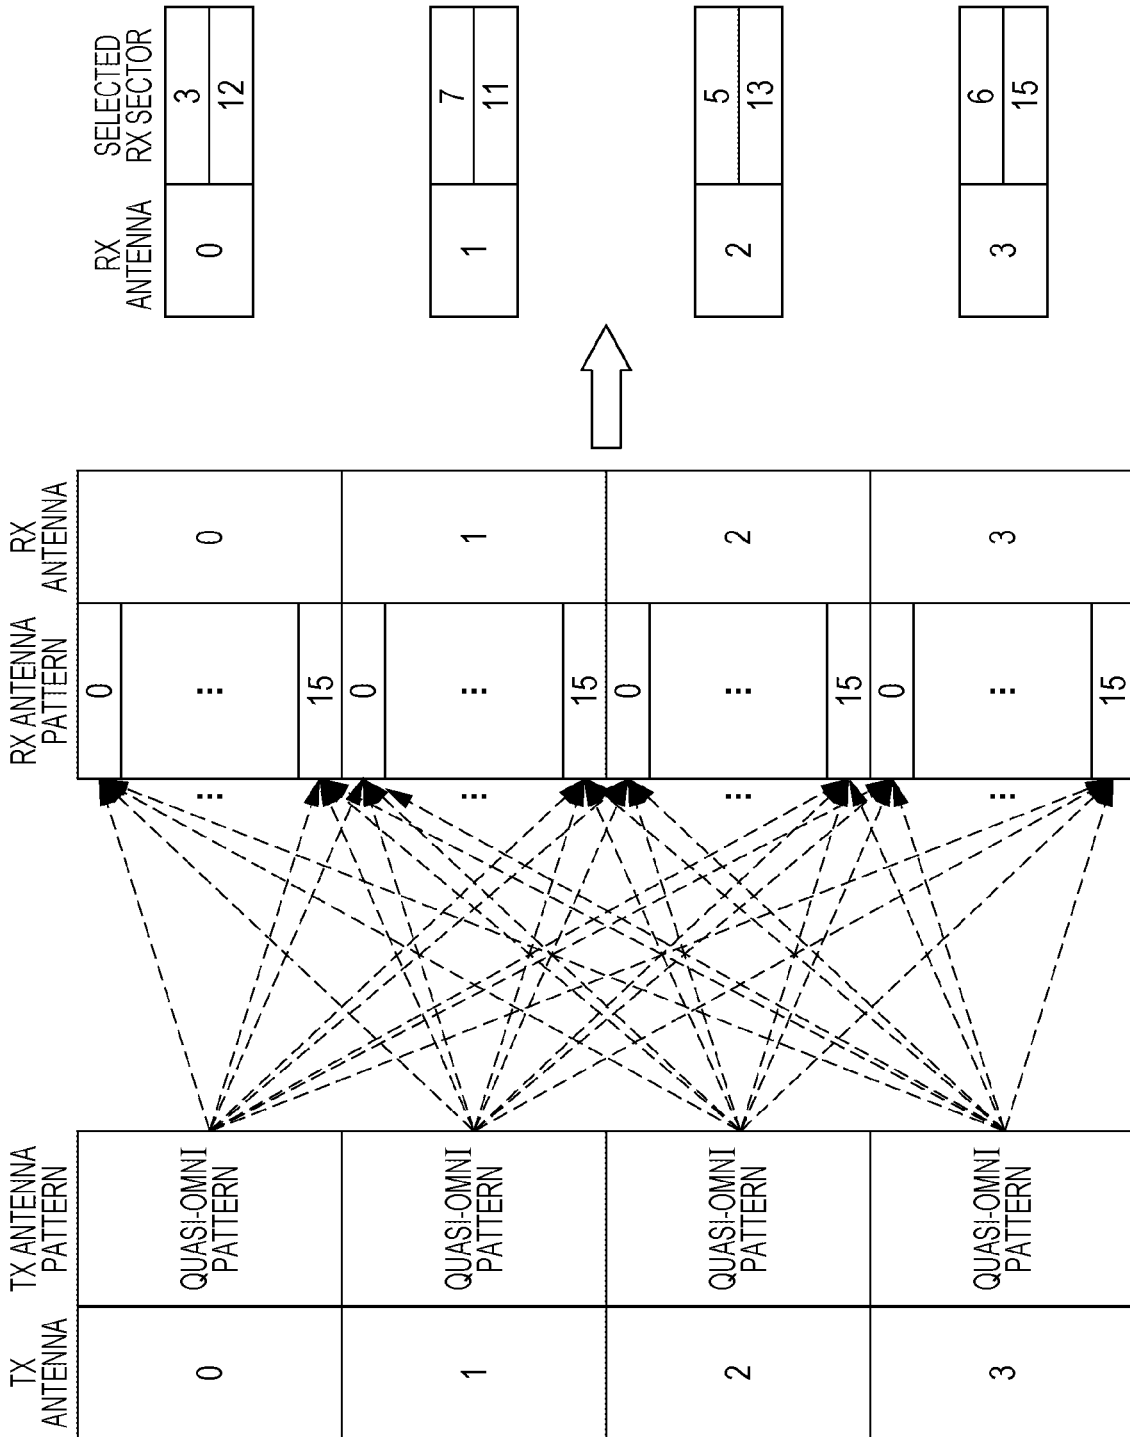 TX
ANTENNA
TX ANTENNA
PATTERN
RX ANTENNA
PATTERN
RX
ANTENNA
RX
ANTENNA
SELECTED
RX SECTOR
0
QUASI-OMNI
PATTERN
0
...
15
...
0
0
3
12
1
QUASI-OMNI
PATTERN
0
...
15
...
1
1
7
11
2
QUASI-OMNI
PATTERN
0
...
15
...
2
2
5
13
3
QUASI-OMNI
PATTERN
0
...
15
...
3
3
6
15